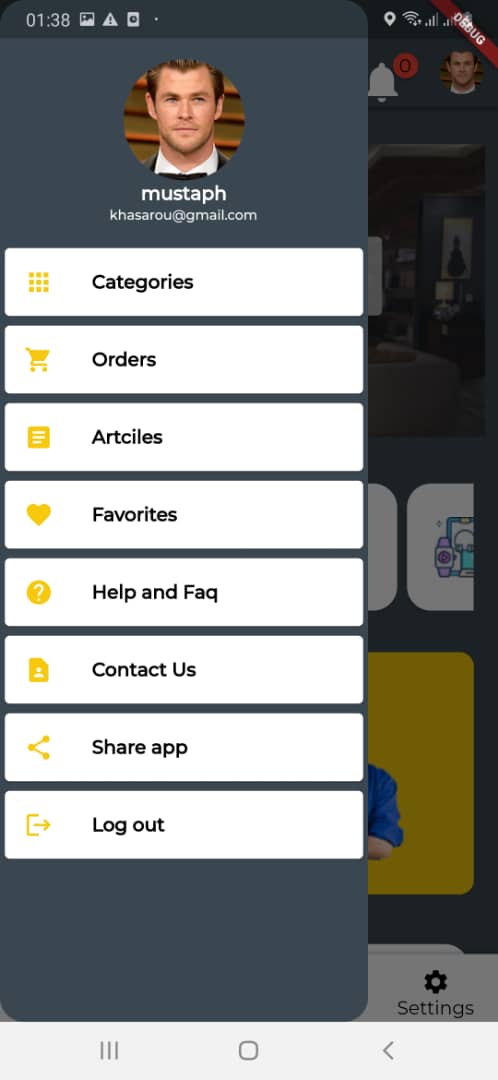 01:38
DEBUG
0
mustaph
khasarou@gmail.com
Categories
Orders
Artciles
Favorites
Help and Faq
Contact Us
Share app
Log out
Settings